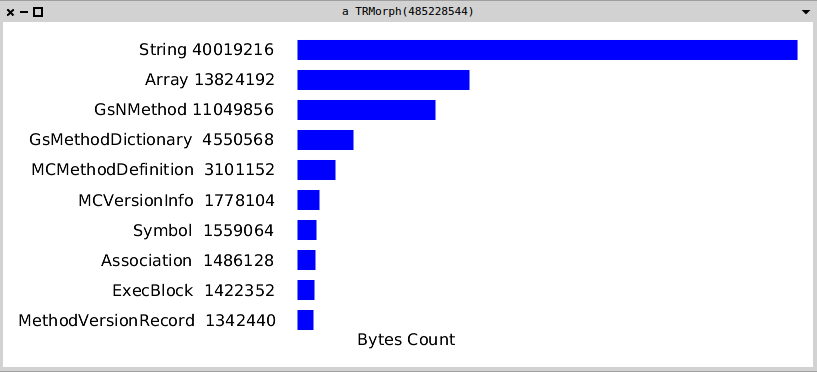 a TRMorph(485228544)
String 40019216
Array 13824192
GsNMethod 11049856
GsMethodDictionary 4550568
MCMethodDefinition 3101152
MCVersionInfo 1778104
Symbol 1559064
Association 1486128
ExecBlock 1422352
MethodVersionRecord 1342440
Bytes Count